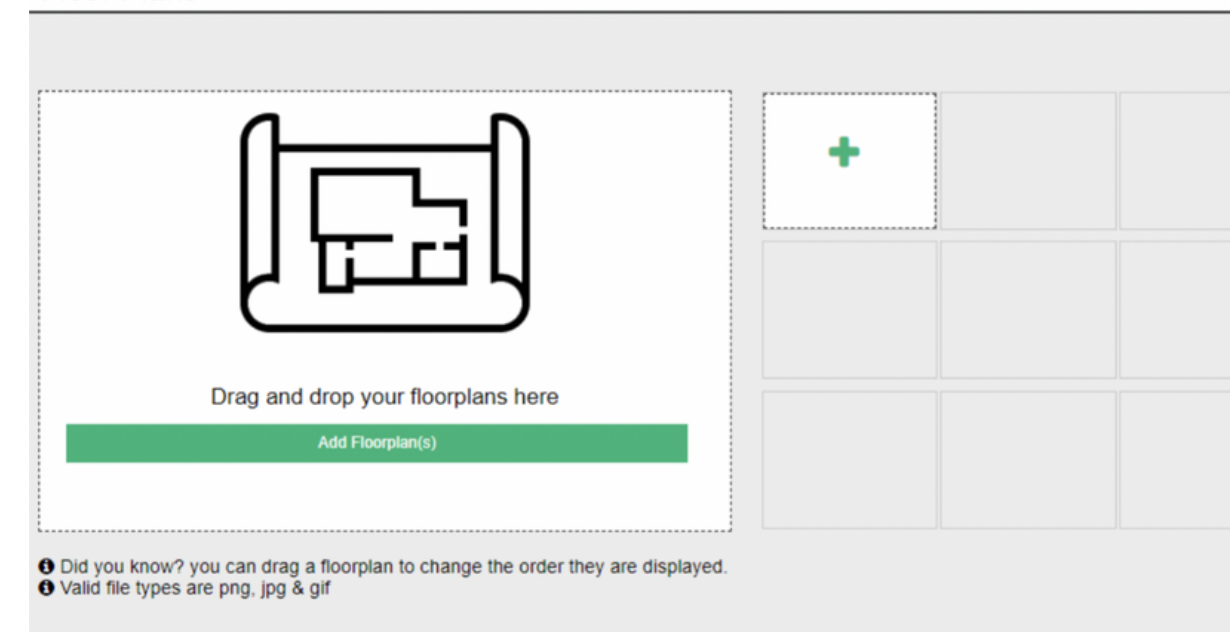 Drag and drop your floorplans here
Add Floorplan(s)
Did you know? you can drag a floorplan to change the order they are displayed.
Valid file types are png, jpg & gif